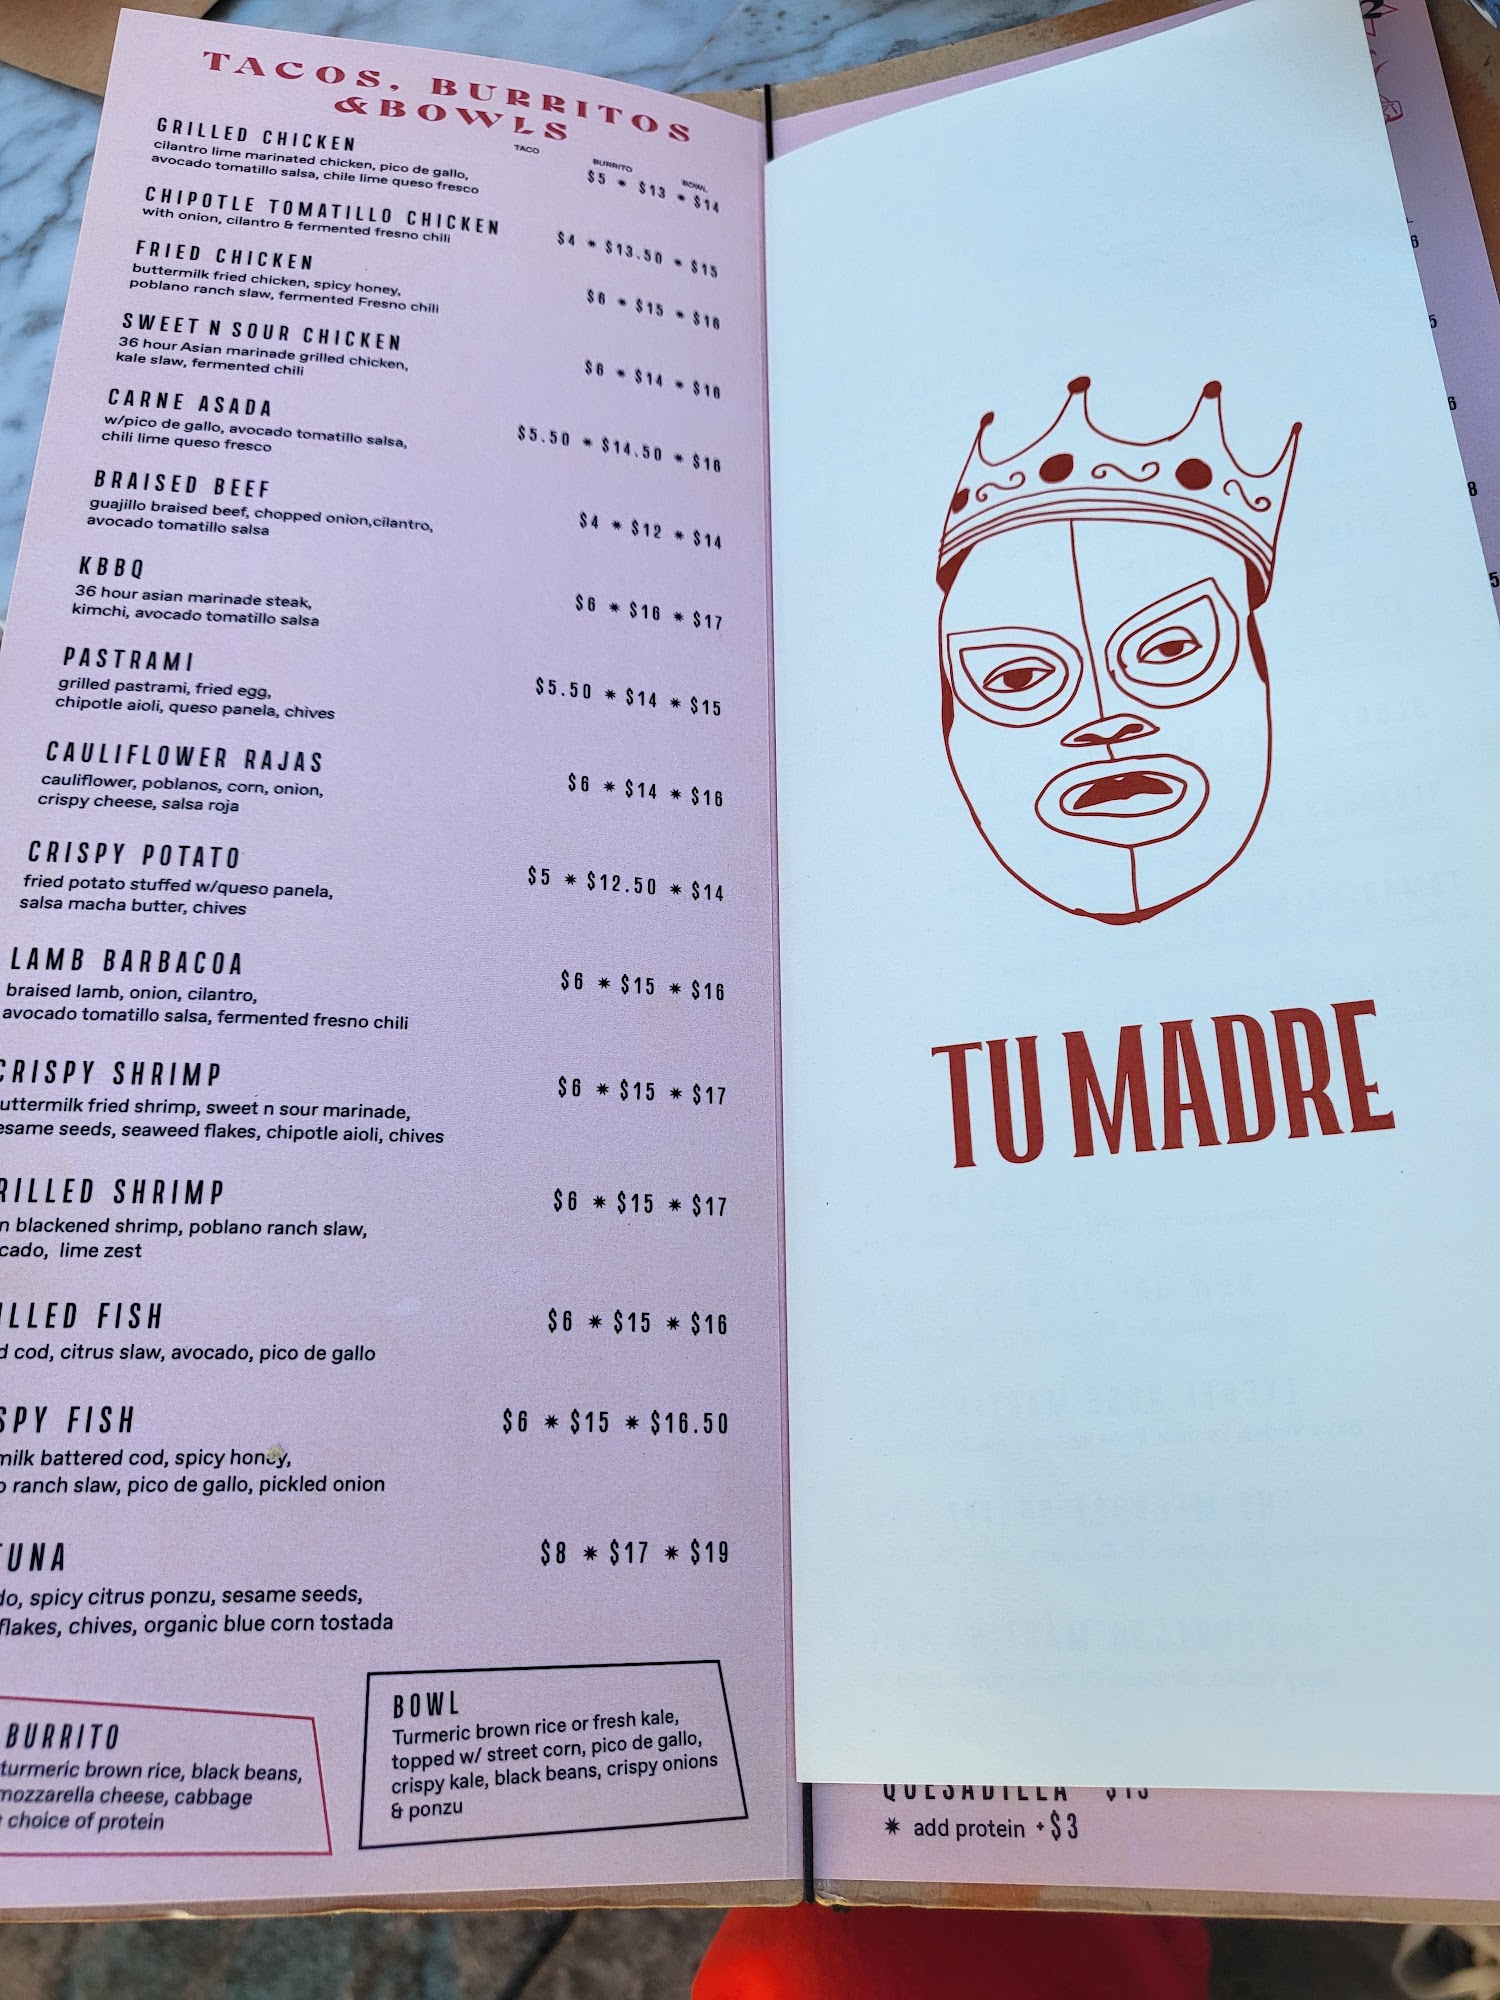 TACOS, BURRITOS
&BOWLS
TACO BURRITO BOWL
GRILLED CHICKEN
cilantro lime marinated chicken, pico de gallo,
avocado tomatillo salsa, chile lime queso fresco
$5 * $13 * $14
CHIPOTLE TOMATILLO CHICKEN
with onion, cilantro & fermented fresno chili
$4 * $13.50 * $15
FRIED CHICKEN
buttermilk fried chicken, spicy honey,
poblano ranch slaw, fermented Fresno chili
$6 * $15 * $16
SWEET N SOUR CHICKEN
36 hour Asian marinade grilled chicken,
kale slaw, fermented chili
$6 * $14 * $16
CARNE ASADA
w/pico de gallo, avocado tomatillo salsa,
chili lime queso fresco
$5.50 * $14.50 * $16
BRAISED BEEF
guajillo braised beef, chopped onion,cilantro,
avocado tomatillo salsa
$4 * $12 * $14
KBBQ
36 hour asian marinade steak,
kimchi, avocado tomatillo salsa
$6 * $16 * $17
PASTRAMI
grilled pastrami, fried egg,
chipotle aioli, queso panela, chives
$5.50 * $14 * $15
CAULIFLOWER RAJAS
cauliflower, poblanos, corn, onion,
crispy cheese, salsa roja
$6 * $14 * $16
CRISPY POTATO
fried potato stuffed w/queso panela,
salsa macha butter, chives
$5 * $12.50 * $14
LAMB BARBACOA
braised lamb, onion, cilantro,
avocado tomatillo salsa, fermented fresno chili
$6 * $15 * $16
CRISPY SHRIMP
uttermilk fried shrimp, sweet n sour marinade,
esame seeds, seaweed flakes, chipotle aioli, chives
$6 * $15 * $17
RILLED SHRIMP
n blackened shrimp, poblano ranch slaw,
cado, lime zest
$6 * $15 * $17
ILLED FISH
d cod, citrus slaw, avocado, pico de gallo
$6 * $15 * $16
SPY FISH
milk battered cod, spicy honey,
o ranch slaw, pico de gallo, pickled onion
$6 * $15 * $16.50
TUNA
do, spicy citrus ponzu, sesame seeds,
flakes, chives, organic blue corn tostada
$8 * $17 * $19
BURRITO
turmeric brown rice, black beans,
mozzarella cheese, cabbage
choice of protein
BOWL
Turmeric brown rice or fresh kale,
topped w/ street corn, pico de gallo,
crispy kale, black beans, crispy onions
& ponzu
TU MADRE
QUESADILLA $13
* add protein +$3